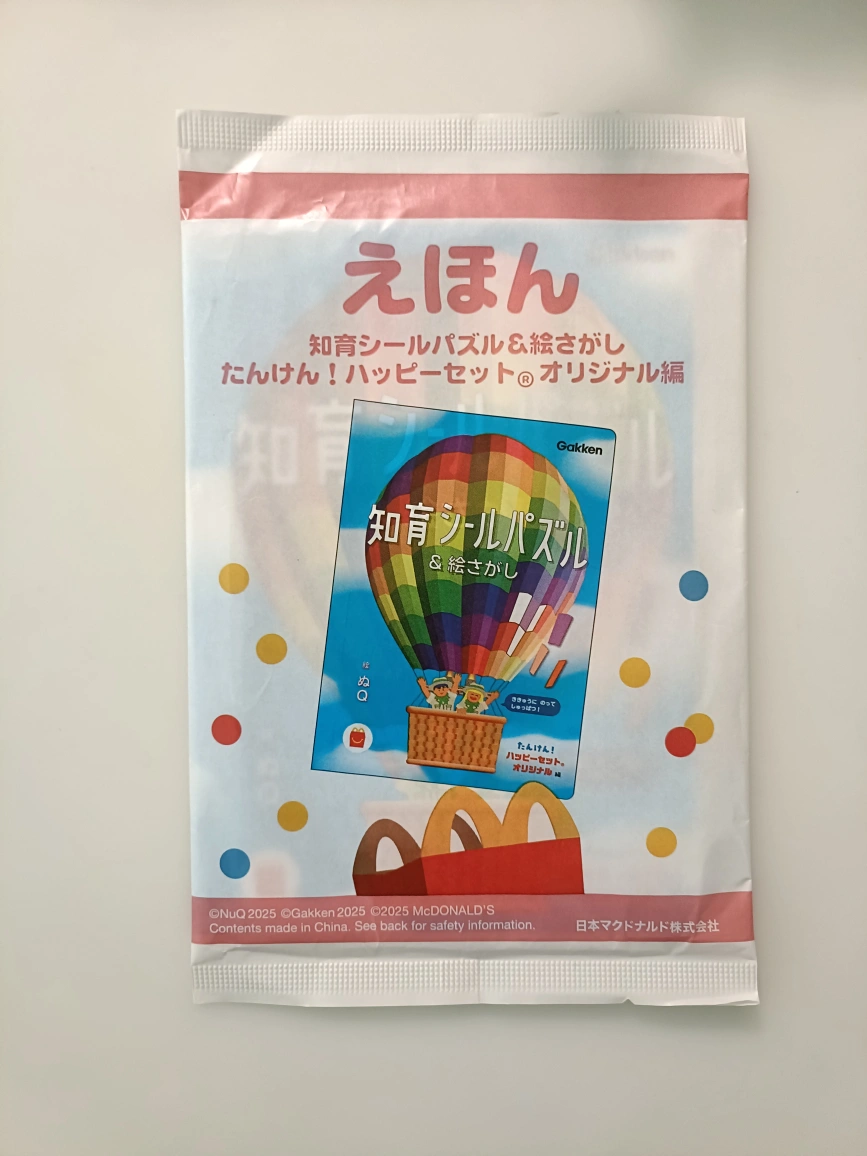 えほん
知育シールパズル&絵さがし
たんけん!ハッピーセット®オリジナル編
Gakken
知育シールパズル
&絵さがし
絵
ぬQ
ききゅうに のって
しゅっぱつ!
たんけん!
ハッピーセット®
オリジナル 編
©NuQ 2025 ©Gakken 2025 ©2025 McDONALD'S
Contents made in China. See back for safety information.
日本マクドナルド株式会社